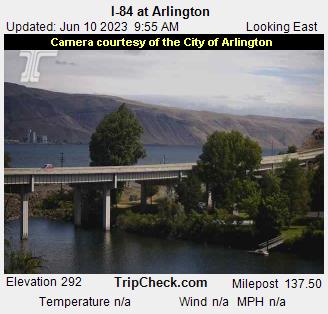 I-84 at Arlington
Updated: Jun 10 2023 9:55 AM Looking East
Camera courtesy of the City of Arlington
Elevation 292 TripCheck.com Milepost 137.50
Temperature n/a Wind n/a MPH n/a